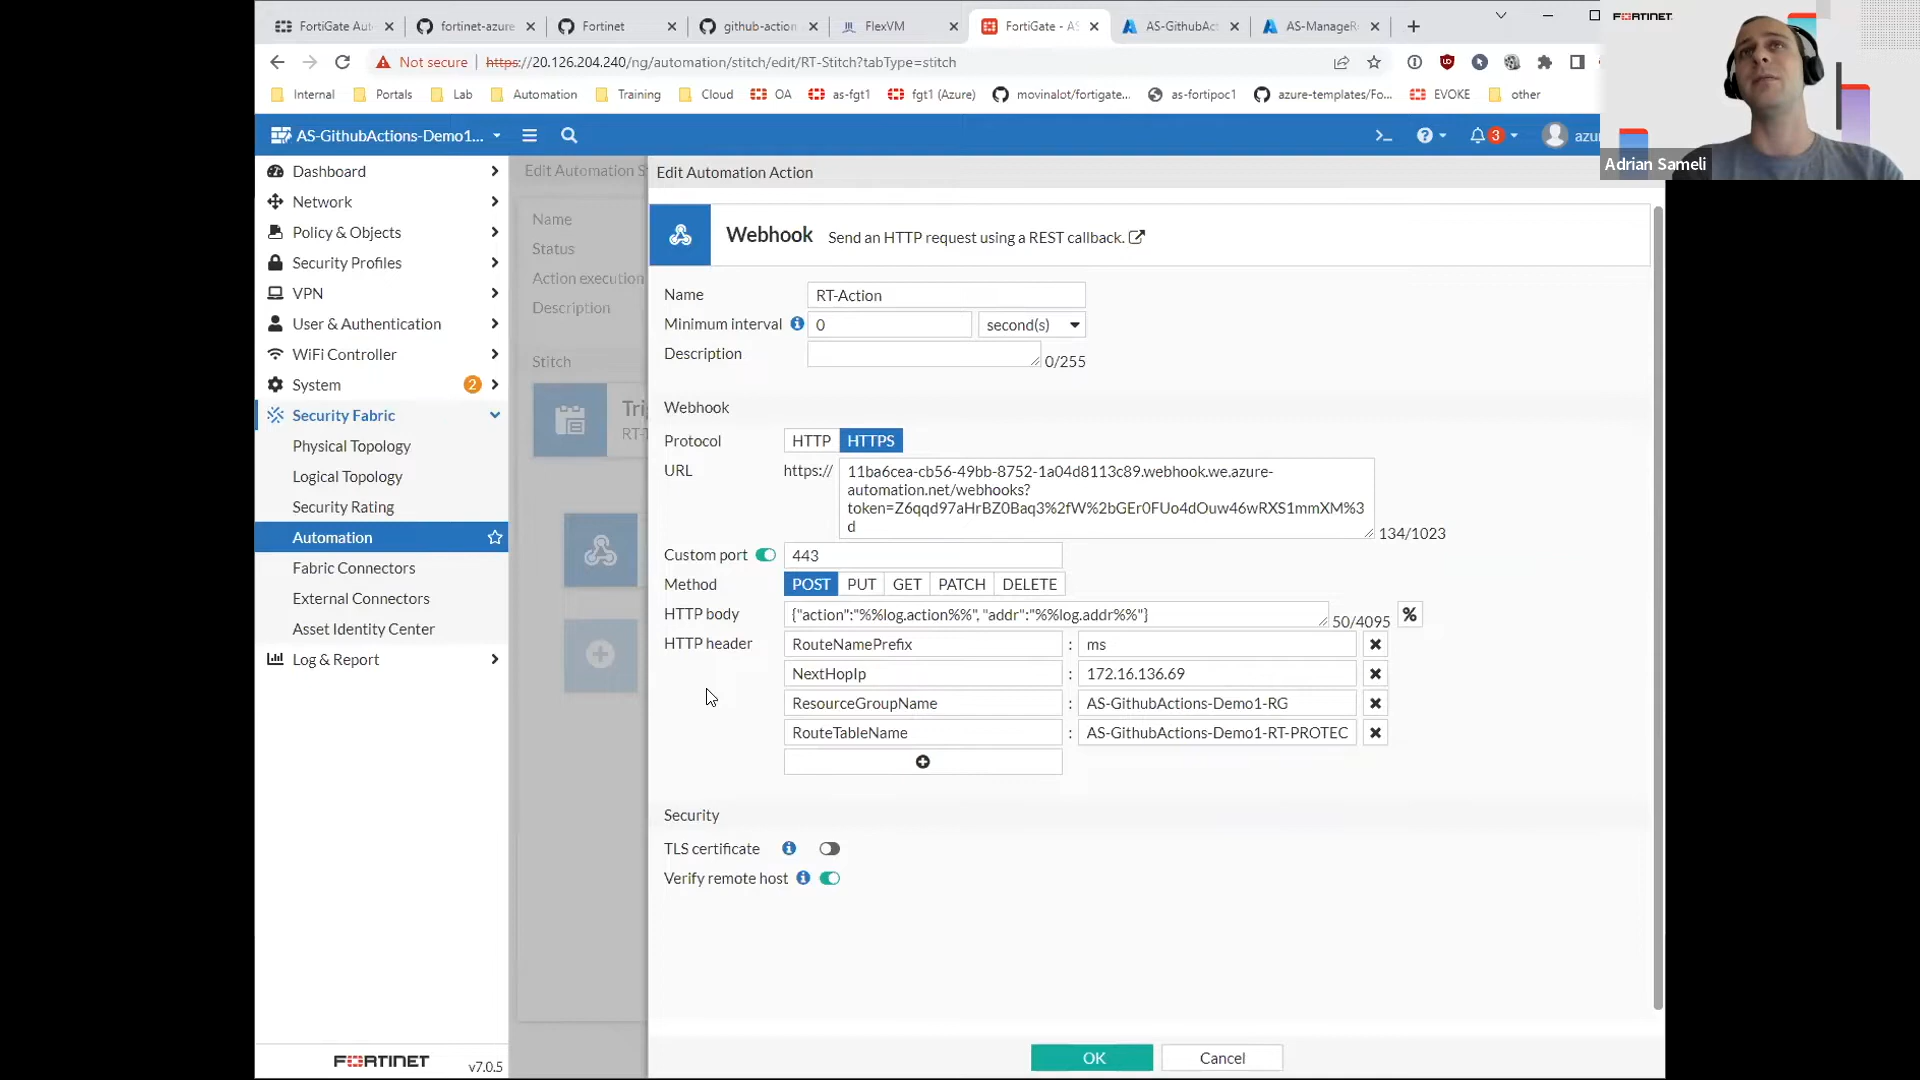 FortiGate Aut
fortinet-azure
Fortinet
github-action
FlexVM
FortiGate - AS
AS-GithubAct
AS-ManageR
Not secure
https://20.126.204.240/ng/automation/stitch/edit/RT-Stitch?tabType=stitch
Internal
Portals
Lab
Automation
Training
Cloud
OA
as-fgt1
fgt1 (Azure)
movinalot/fortigate...
as-fortipoc1
azure-templates/Fo...
EVOKE
other
FORTINET
Adrian Sameli
AS-GithubActions-Demo1...
>_
?
3
azu
Dashboard
Network
Policy & Objects
Security Profiles
VPN
User & Authentication
WiFi Controller
System
2
Security Fabric
Physical Topology
Logical Topology
Security Rating
Automation
Fabric Connectors
External Connectors
Asset Identity Center
Log & Report
FORTINET
v7.0.5
Edit Automation S
Name
Status
Action execution
Description
Stitch
Tri
RT-T
Edit Automation Action
Webhook
Send an HTTP request using a REST callback.
Name
RT-Action
Minimum interval
0
second(s)
Description
0/255
Webhook
Protocol
HTTP
HTTPS
URL
https://
11ba6cea-cb56-49bb-8752-1a04d8113c89.webhook.we.azure-
automation.net/webhooks?
token=Z6qqd97aHrBZ0Baq3%2fW%2bGEr0FUo4dOuw46wRXS1mmXM%3
d
134/1023
Custom port
443
Method
POST
PUT
GET
PATCH
DELETE
HTTP body
{"action":"%%log.action%%", "addr":"%%log.addr%%"}
50/4095
%
HTTP header
RouteNamePrefix
:
ms
NextHopIp
:
172.16.136.69
ResourceGroupName
:
AS-GithubActions-Demo1-RG
RouteTableName
:
AS-GithubActions-Demo1-RT-PROTEC
Security
TLS certificate
Verify remote host
OK
Cancel